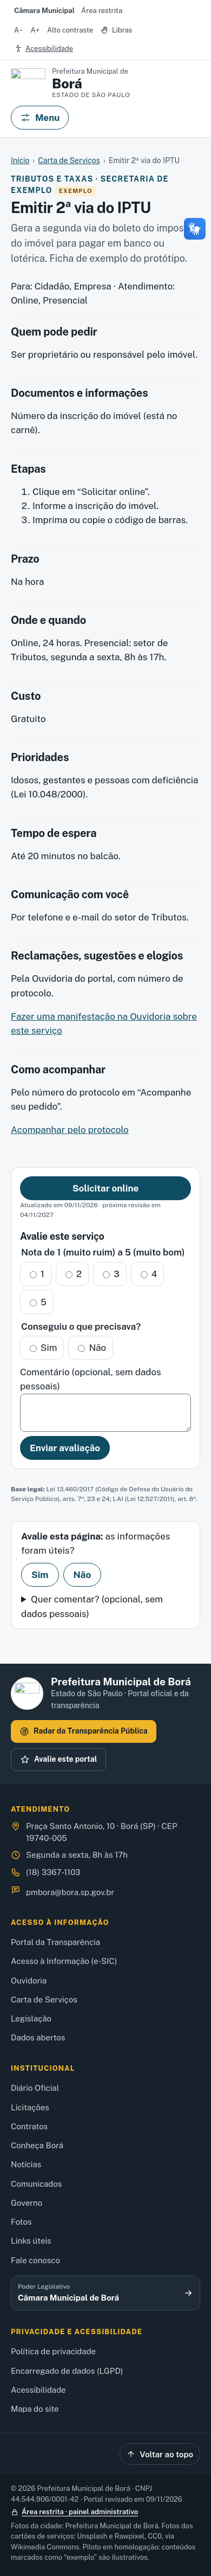 Câmara Municipal Área restrita
A− A+ Alto contraste Libras
Acessibilidade
Prefeitura Municipal de
Borá
ESTADO DE SÃO PAULO
Menu
Início › Carta de Serviços › Emitir 2ª via do IPTU
TRIBUTOS E TAXAS · SECRETARIA DE
EXEMPLO EXEMPLO
Emitir 2ª via do IPTU
Gera a segunda via do boleto do imposto
do imóvel para pagar em banco ou
lotérica. Ficha de exemplo do protótipo.
Para: Cidadão, Empresa · Atendimento:
Online, Presencial
Quem pode pedir
Ser proprietário ou responsável pelo imóvel.
Documentos e informações
Número da inscrição do imóvel (está no
carnê).
Etapas
1. Clique em “Solicitar online”.
2. Informe a inscrição do imóvel.
3. Imprima ou copie o código de barras.
Prazo
Na hora
Onde e quando
Online, 24 horas. Presencial: setor de
Tributos, segunda a sexta, 8h às 17h.
Custo
Gratuito
Prioridades
Idosos, gestantes e pessoas com deficiência
(Lei 10.048/2000).
Tempo de espera
Até 20 minutos no balcão.
Comunicação com você
Por telefone e e-mail do setor de Tributos.
Reclamações, sugestões e elogios
Pela Ouvidoria do portal, com número de
protocolo.
Fazer uma manifestação na Ouvidoria sobre
este serviço
Como acompanhar
Pelo número do protocolo em “Acompanhe
seu pedido”.
Acompanhar pelo protocolo
Solicitar online
Atualizado em 09/11/2026 · próxima revisão em
04/11/2027
Avalie este serviço
Nota de 1 (muito ruim) a 5 (muito bom)
1 2 3 4
5
Conseguiu o que precisava?
Sim Não
Comentário (opcional, sem dados
pessoais)
Enviar avaliação
Base legal: Lei 13.460/2017 (Código de Defesa do Usuário do
Serviço Público), arts. 7º, 23 e 24; LAI (Lei 12.527/2011), art. 8º.
Avalie esta página: as informações
foram úteis?
Sim Não
Quer comentar? (opcional, sem
dados pessoais)
Prefeitura Municipal de Borá
Estado de São Paulo · Portal oficial e da
transparência
Radar da Transparência Pública
Avalie este portal
ATENDIMENTO
Praça Santo Antonio, 10 · Borá (SP) · CEP
19740-005
Segunda a sexta, 8h às 17h
(18) 3367-1103
pmbora@bora.sp.gov.br
ACESSO À INFORMAÇÃO
Portal da Transparência
Acesso à Informação (e-SIC)
Ouvidoria
Carta de Serviços
Legislação
Dados abertos
INSTITUCIONAL
Diário Oficial
Licitações
Contratos
Conheça Borá
Notícias
Comunicados
Governo
Fotos
Links úteis
Fale conosco
Poder Legislativo
Câmara Municipal de Borá
PRIVACIDADE E ACESSIBILIDADE
Política de privacidade
Encarregado de dados (LGPD)
Acessibilidade
Mapa do site
Voltar ao topo
© 2026 Prefeitura Municipal de Borá · CNPJ
44.544.906/0001-42 · Portal revisado em 09/11/2026
Área restrita · painel administrativo
Fotos da cidade: Prefeitura Municipal de Borá. Fotos dos
cartões de serviços: Unsplash e Rawpixel, CC0, via
Wikimedia Commons. Piloto em homologação: conteúdos
marcados como “exemplo” são ilustrativos.